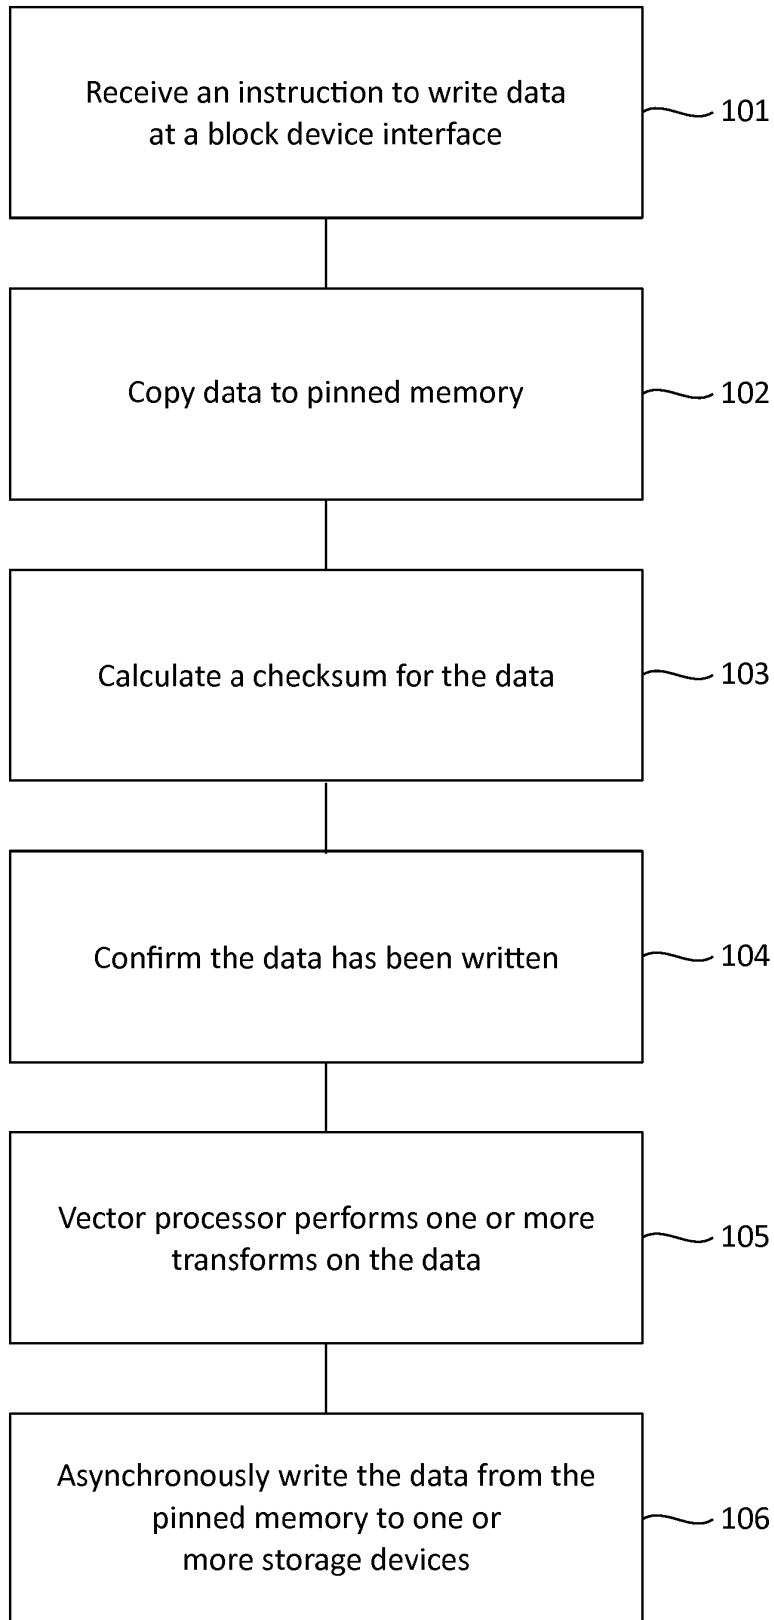 Receive an instruction to write data
at a block device interface
101
Copy data to pinned memory
102
Calculate a checksum for the data
103
Confirm the data has been written
104
Vector processor performs one or more
transforms on the data
105
Asynchronously write the data from the
pinned memory to one or
more storage devices
106